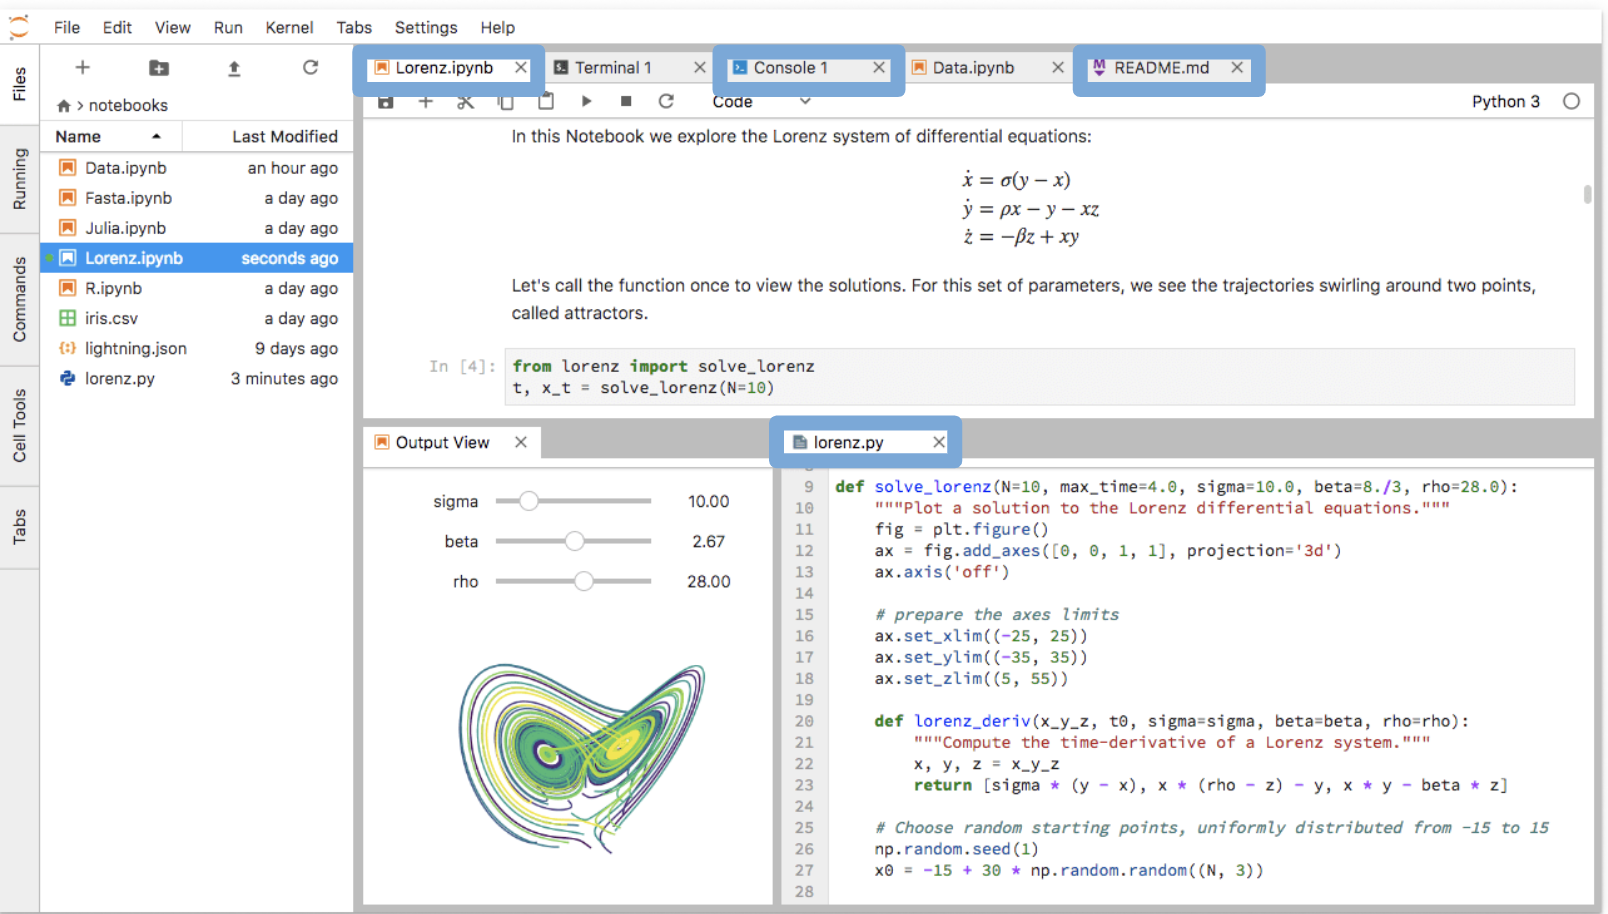 File Edit View Run Kernel Tabs Settings Help
Files
Running
Commands
Cell Tools
Tabs
notebooks
Name Last Modified
Data.ipynb an hour ago
Fasta.ipynb a day ago
Julia.ipynb a day ago
Lorenz.ipynb seconds ago
R.ipynb a day ago
iris.csv a day ago
lightning.json 9 days ago
lorenz.py 3 minutes ago
Lorenz.ipynb Terminal 1 Console 1 Data.ipynb README.md
Code Python 3
In this Notebook we explore the Lorenz system of differential equations:
ẋ = σ(y − x)
ẏ = ρx − y − xz
ż = −βz + xy
Let's call the function once to view the solutions. For this set of parameters, we see the trajectories swirling around two points,
called attractors.
In [4]: from lorenz import solve_lorenz
t, x_t = solve_lorenz(N=10)
Output View
sigma 10.00
beta 2.67
rho 28.00
lorenz.py
9 def solve_lorenz(N=10, max_time=4.0, sigma=10.0, beta=8./3, rho=28.0):
10 """Plot a solution to the Lorenz differential equations."""
11 fig = plt.figure()
12 ax = fig.add_axes([0, 0, 1, 1], projection='3d')
13 ax.axis('off')
14
15 # prepare the axes limits
16 ax.set_xlim((-25, 25))
17 ax.set_ylim((-35, 35))
18 ax.set_zlim((5, 55))
19
20 def lorenz_deriv(x_y_z, t0, sigma=sigma, beta=beta, rho=rho):
21 """Compute the time-derivative of a Lorenz system."""
22 x, y, z = x_y_z
23 return [sigma * (y - x), x * (rho - z) - y, x * y - beta * z]
24
25 # Choose random starting points, uniformly distributed from -15 to 15
26 np.random.seed(1)
27 x0 = -15 + 30 * np.random.random((N, 3))
28